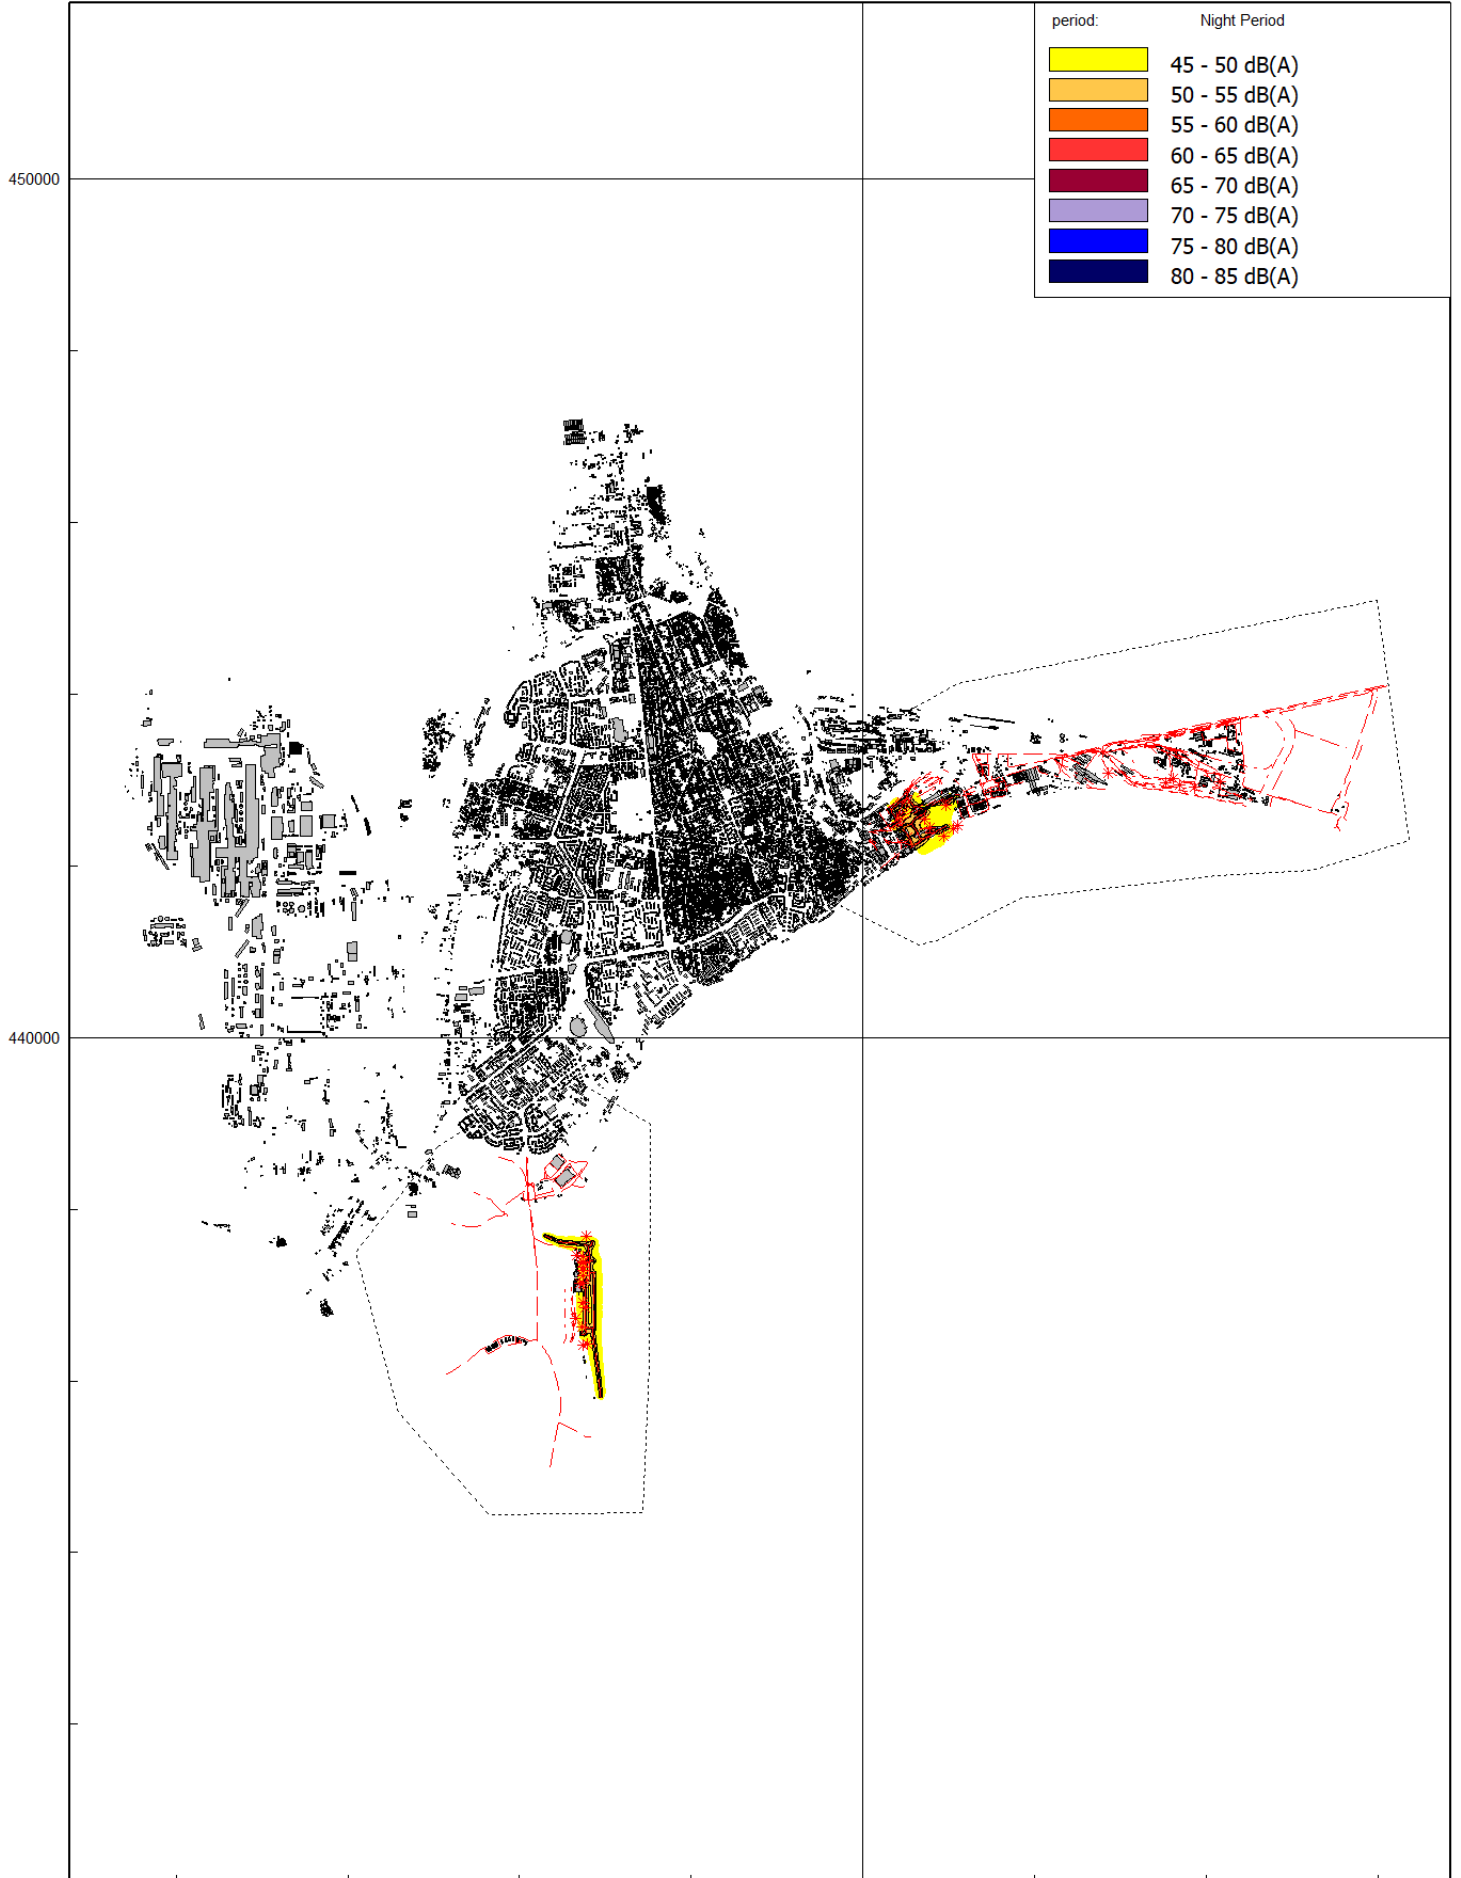 period: Night Period
45 - 50 dB(A)
50 - 55 dB(A)
55 - 60 dB(A)
60 - 65 dB(A)
65 - 70 dB(A)
70 - 75 dB(A)
75 - 80 dB(A)
80 - 85 dB(A)
450000
440000